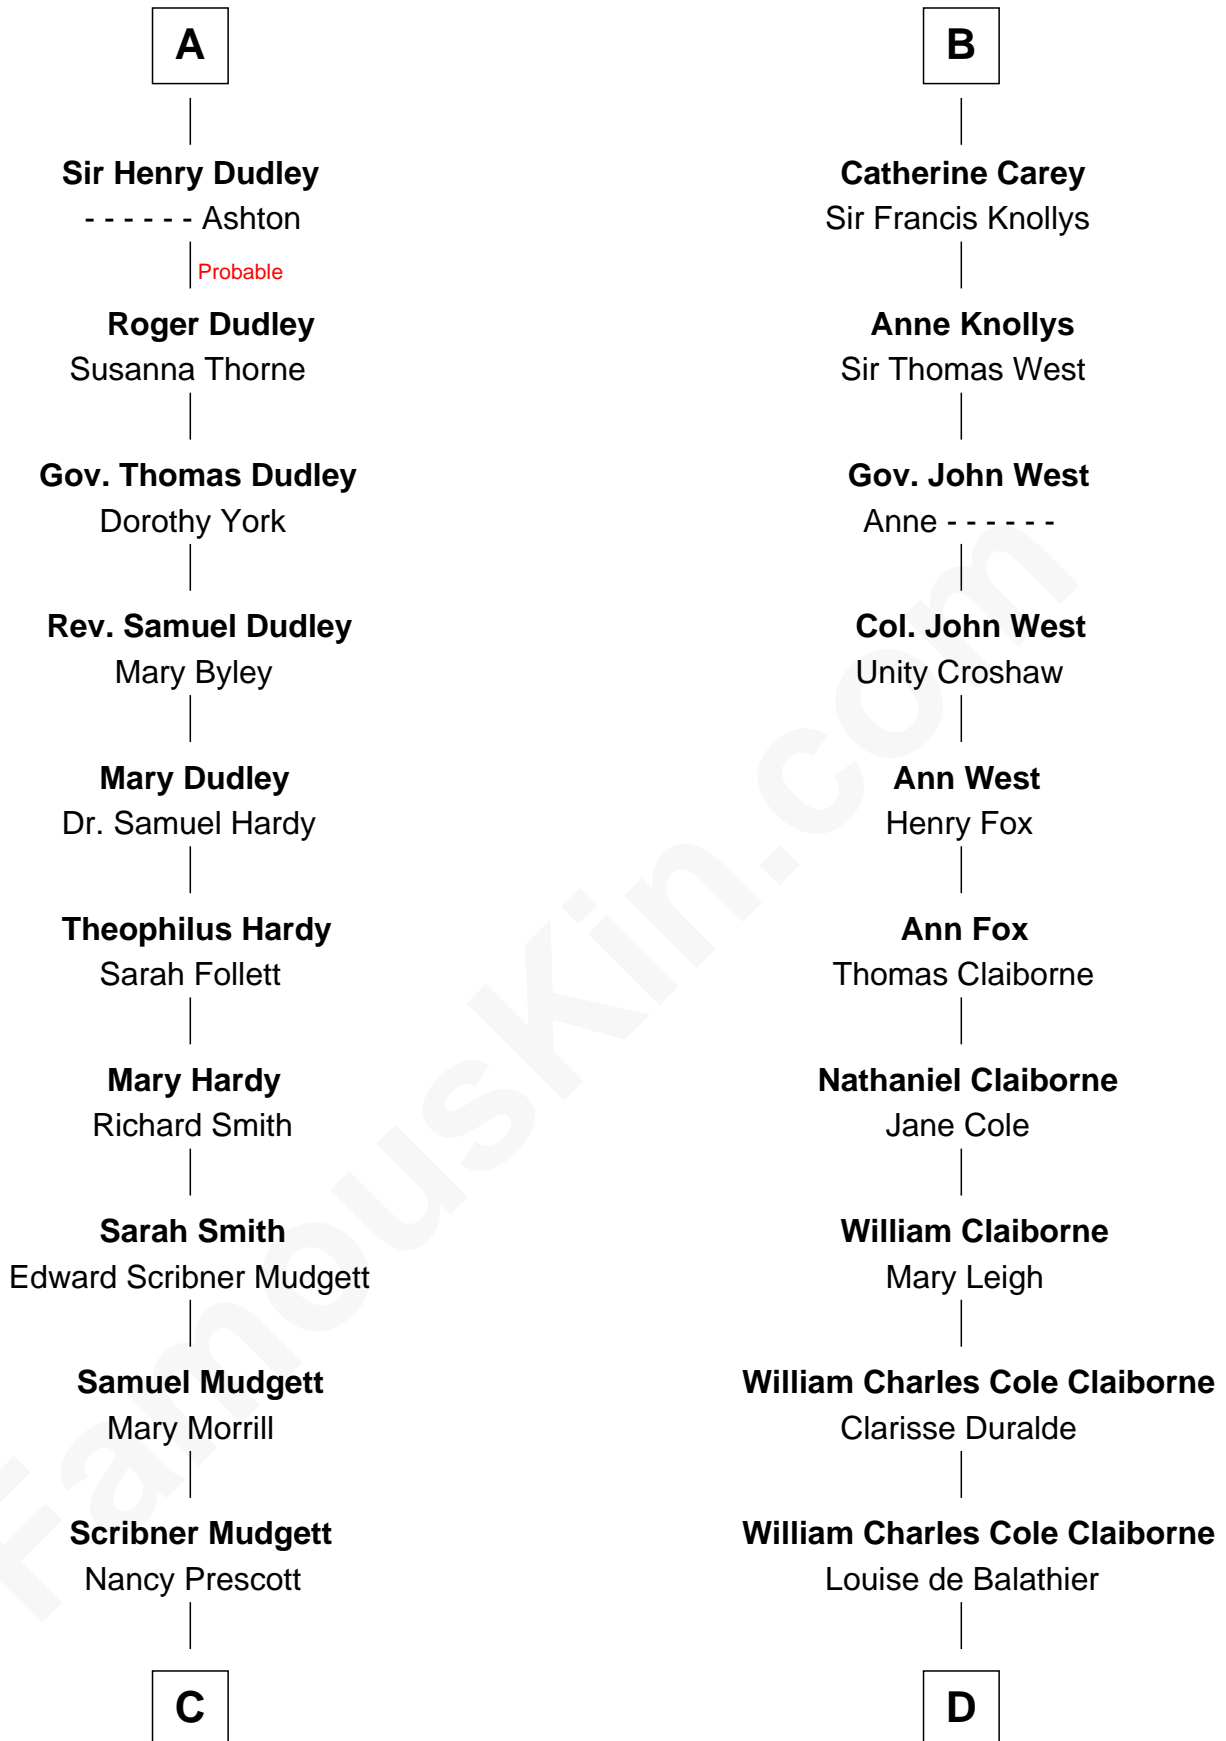 A
Sir Henry Dudley
- - - - - - Ashton
Probable
Roger Dudley
Susanna Thorne
Gov. Thomas Dudley
Dorothy York
Rev. Samuel Dudley
Mary Byley
Mary Dudley
Dr. Samuel Hardy
Theophilus Hardy
Sarah Follett
Mary Hardy
Richard Smith
Sarah Smith
Edward Scribner Mudgett
Samuel Mudgett
Mary Morrill
Scribner Mudgett
Nancy Prescott
C
B
Catherine Carey
Sir Francis Knollys
Anne Knollys
Sir Thomas West
Gov. John West
Anne - - - - - -
Col. John West
Unity Croshaw
Ann West
Henry Fox
Ann Fox
Thomas Claiborne
Nathaniel Claiborne
Jane Cole
William Claiborne
Mary Leigh
William Charles Cole Claiborne
Clarisse Duralde
William Charles Cole Claiborne
Louise de Balathier
D
FamousKin.com